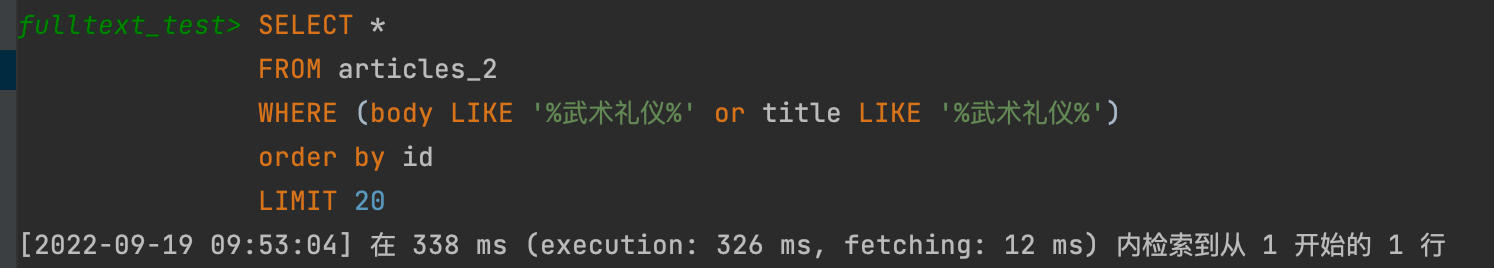 fulltext_test> SELECT *
FROM articles_2
WHERE (body LIKE '%武术礼仪%' or title LIKE '%武术礼仪%')
order by id
LIMIT 20
[2022-09-19 09:53:04] 在 338 ms (execution: 326 ms, fetching: 12 ms) 内检索到从 1 开始的 1 行